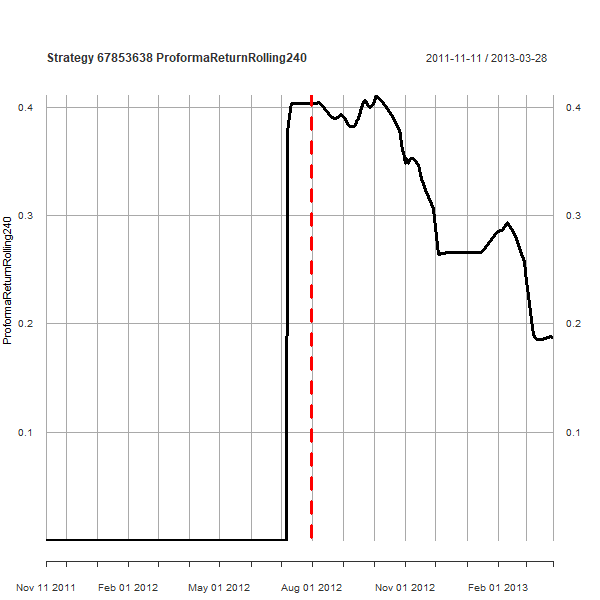 Strategy 67853638 ProformaReturnRolling240 2011-11-11 / 2013-03-28
0.4 0.4
0.3 0.3
0.2 0.2
0.1 0.1
ProformaReturnRolling240
Nov 11 2011 Feb 01 2012 May 01 2012 Aug 01 2012 Nov 01 2012 Feb 01 2013